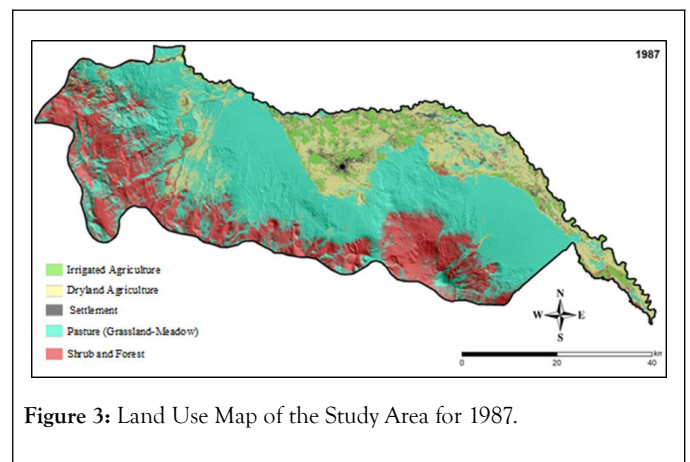 1987
Irrigated Agriculture
Dryland Agriculture
Settlement
Pasture (Grassland-Meadow)
Shrub and Forest
N
W E
S
0 20 40 km
Figure 3: Land Use Map of the Study Area for 1987.